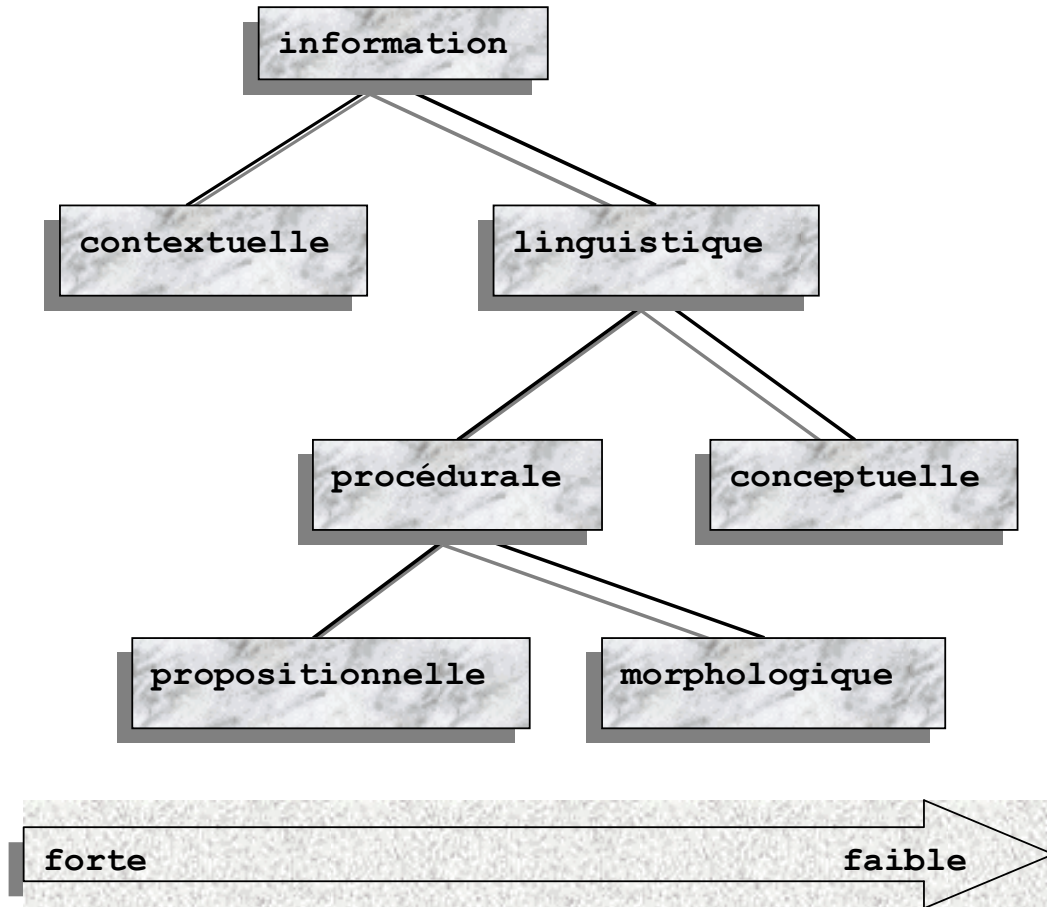 information
contextuelle
linguistique
procédurale
conceptuelle
propositionnelle
morphologique
forte
faible